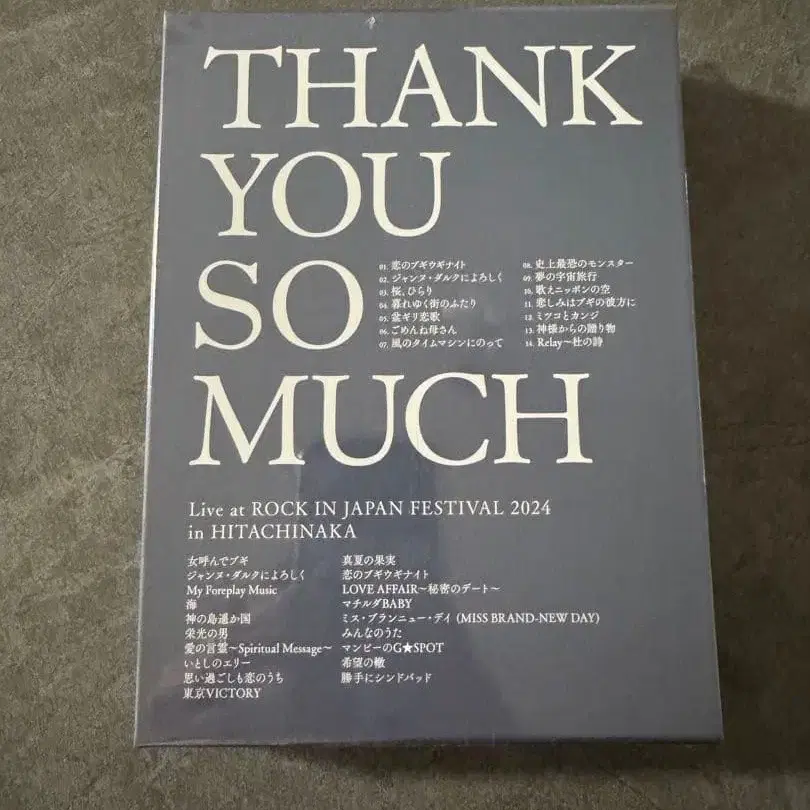 THANK
YOU
SO
MUCH
01. 恋のブギウギナイト
02. ジャンヌ・ダルクによろしく
03. 桜、ひらり
04. 暮れゆく街のふたり
05. 盆ギリ恋歌
06. ごめんね母さん
07. 風のタイムマシンにのって
08. 史上最恐のモンスター
09. 夢の宇宙旅行
10. 歌えニッポンの空
11. 悲しみはブギの彼方に
12. ミツコとカンジ
13. 神様からの贈り物
14. Relay～杜の詩
Live at ROCK IN JAPAN FESTIVAL 2024
in HITACHINAKA
女呼んでブギ
ジャンヌ・ダルクによろしく
My Foreplay Music
海
神の島遥か国
栄光の男
愛の言霊～Spiritual Message～
いとしのエリー
思い過ごしも恋のうち
東京VICTORY
真夏の果実
恋のブギウギナイト
LOVE AFFAIR～秘密のデート～
マチルダBABY
ミス・ブランニュー・デイ (MISS BRAND-NEW DAY)
みんなのうた
マンピーのG★SPOT
希望の轍
勝手にシンドバッド